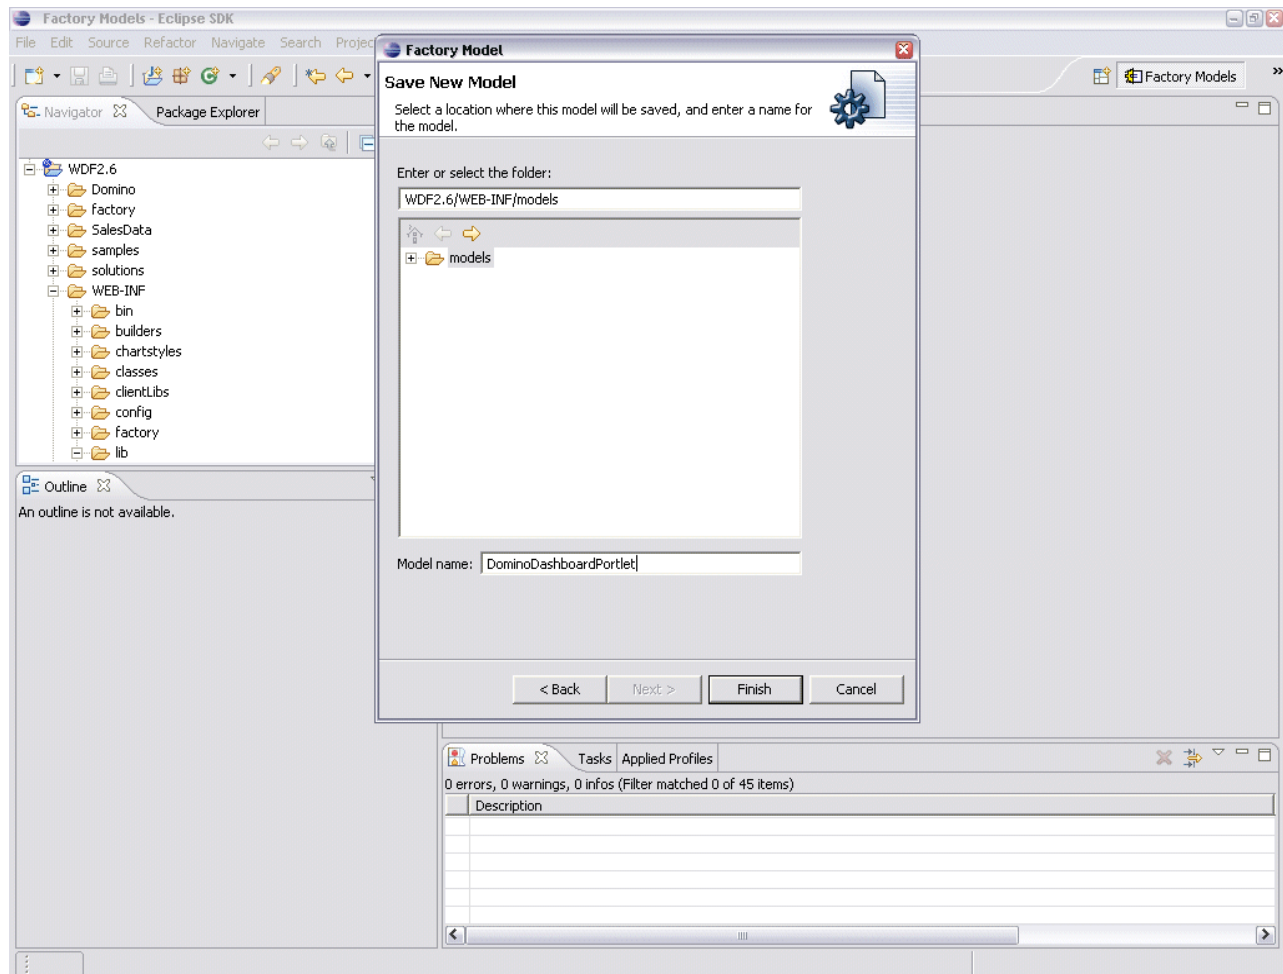 Factory Models - Eclipse SDK
File Edit Source Refactor Navigate Search Projec
Factory Models
»
Navigator
Package Explorer
WDF2.6
Domino
factory
SalesData
samples
solutions
WEB-INF
bin
builders
chartstyles
classes
clientLibs
config
factory
lib
Outline
An outline is not available.
Factory Model
Save New Model
Select a location where this model will be saved, and enter a name for
the model.
Enter or select the folder:
WDF2.6/WEB-INF/models
models
Model name: DominoDashboardPortlet
< Back Next > Finish Cancel
Problems Tasks Applied Profiles
0 errors, 0 warnings, 0 infos (Filter matched 0 of 45 items)
Description